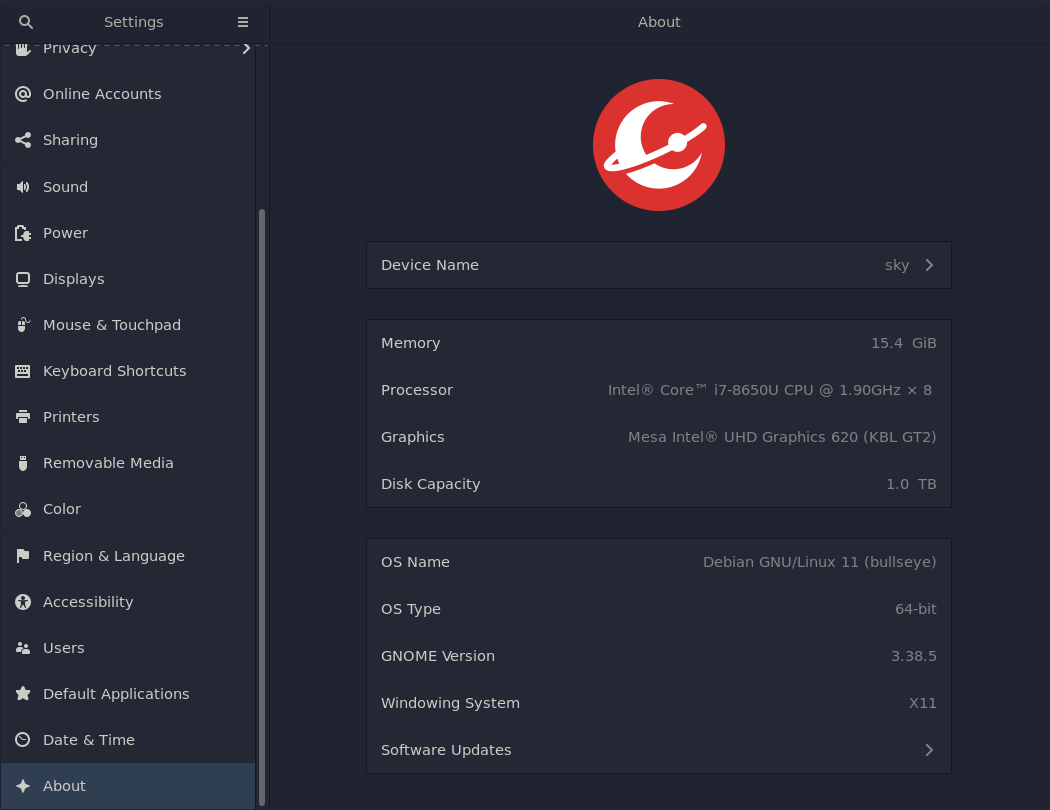 Settings
About
Privacy
Online Accounts
Sharing
Sound
Power
Displays
Mouse & Touchpad
Keyboard Shortcuts
Printers
Removable Media
Color
Region & Language
Accessibility
Users
Default Applications
Date & Time
About
Device Name sky
Memory 15.4 GiB
Processor Intel® Core™ i7-8650U CPU @ 1.90GHz × 8
Graphics Mesa Intel® UHD Graphics 620 (KBL GT2)
Disk Capacity 1.0 TB
OS Name Debian GNU/Linux 11 (bullseye)
OS Type 64-bit
GNOME Version 3.38.5
Windowing System X11
Software Updates